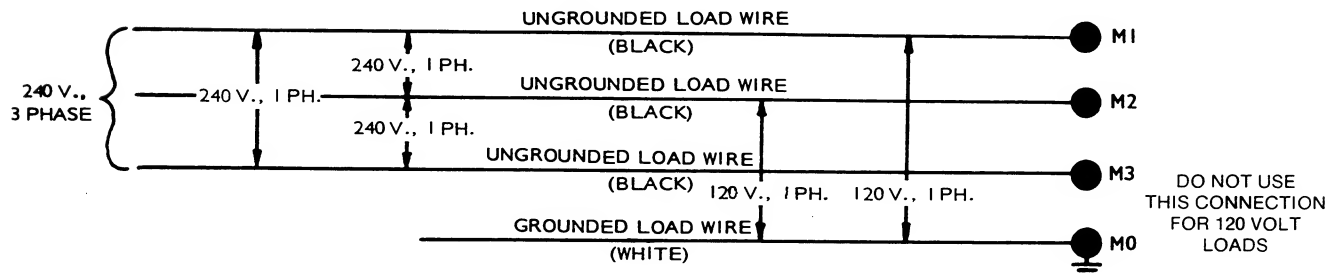 UNGROUNDED LOAD WIRE
(BLACK)
M1
240 V., 1 PH.
240 V.,
3 PHASE
240 V., 1 PH.
UNGROUNDED LOAD WIRE
(BLACK)
M2
240 V., 1 PH.
UNGROUNDED LOAD WIRE
(BLACK)
M3
120 V., 1 PH.
120 V., 1 PH.
DO NOT USE
THIS CONNECTION
FOR 120 VOLT
LOADS
GROUNDED LOAD WIRE
(WHITE)
MO